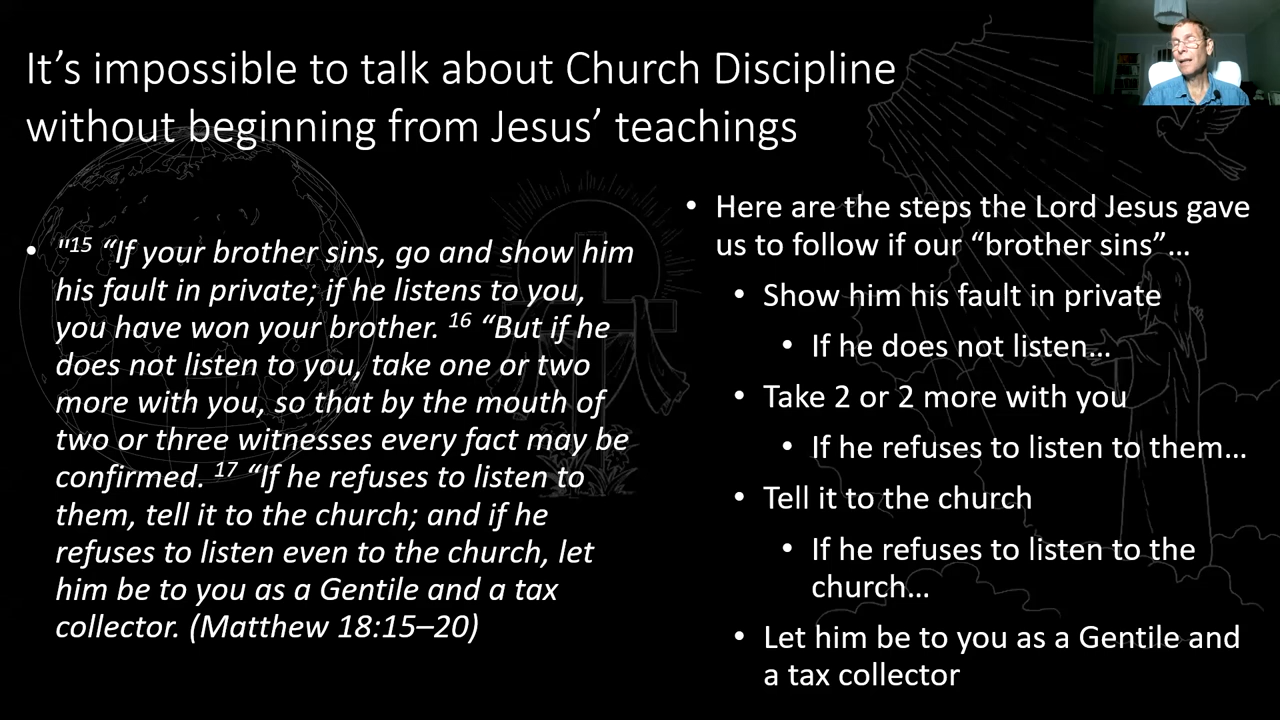 It’s impossible to talk about Church Discipline
without beginning from Jesus’ teachings
• "15 “If your brother sins, go and show him
his fault in private; if he listens to you,
you have won your brother. 16 “But if he
does not listen to you, take one or two
more with you, so that by the mouth of
two or three witnesses every fact may be
confirmed. 17 “If he refuses to listen to
them, tell it to the church; and if he
refuses to listen even to the church, let
him be to you as a Gentile and a tax
collector. (Matthew 18:15–20)
• Here are the steps the Lord Jesus gave
us to follow if our “brother sins”…
• Show him his fault in private
• If he does not listen…
• Take 2 or 2 more with you
• If he refuses to listen to them…
• Tell it to the church
• If he refuses to listen to the
church…
• Let him be to you as a Gentile and
a tax collector